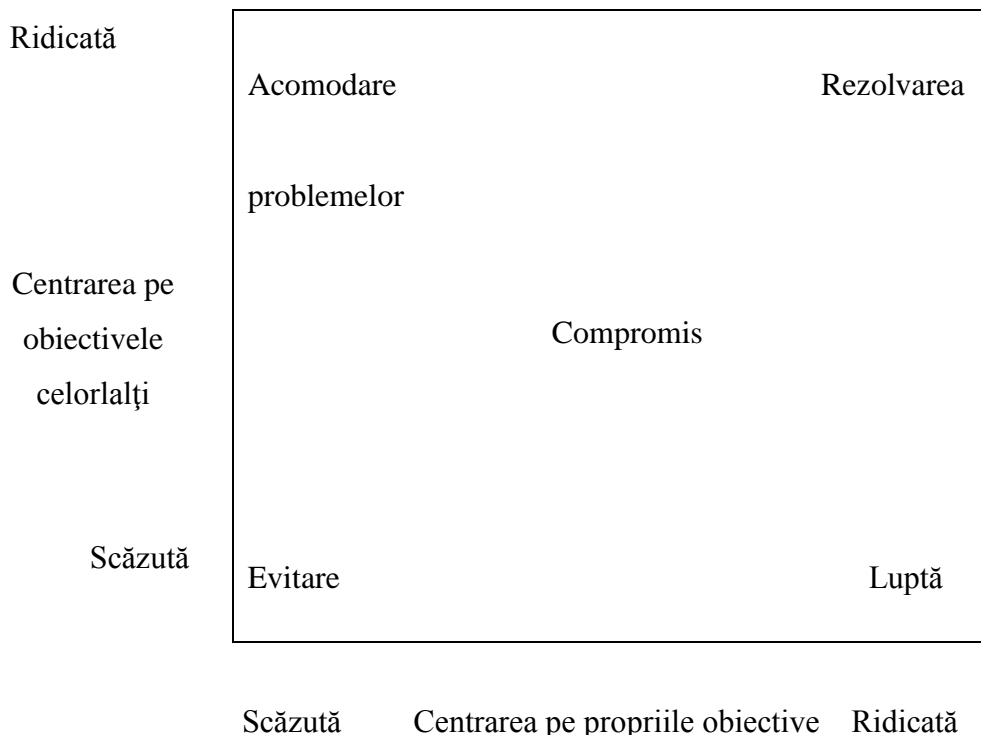 Ridicată
Acomodare Rezolvarea
problemelor
Centrarea pe
obiectivele
celorlalţi
Compromis
Scăzută
Evitare Luptă
Scăzută Centrarea pe propriile obiective Ridicată